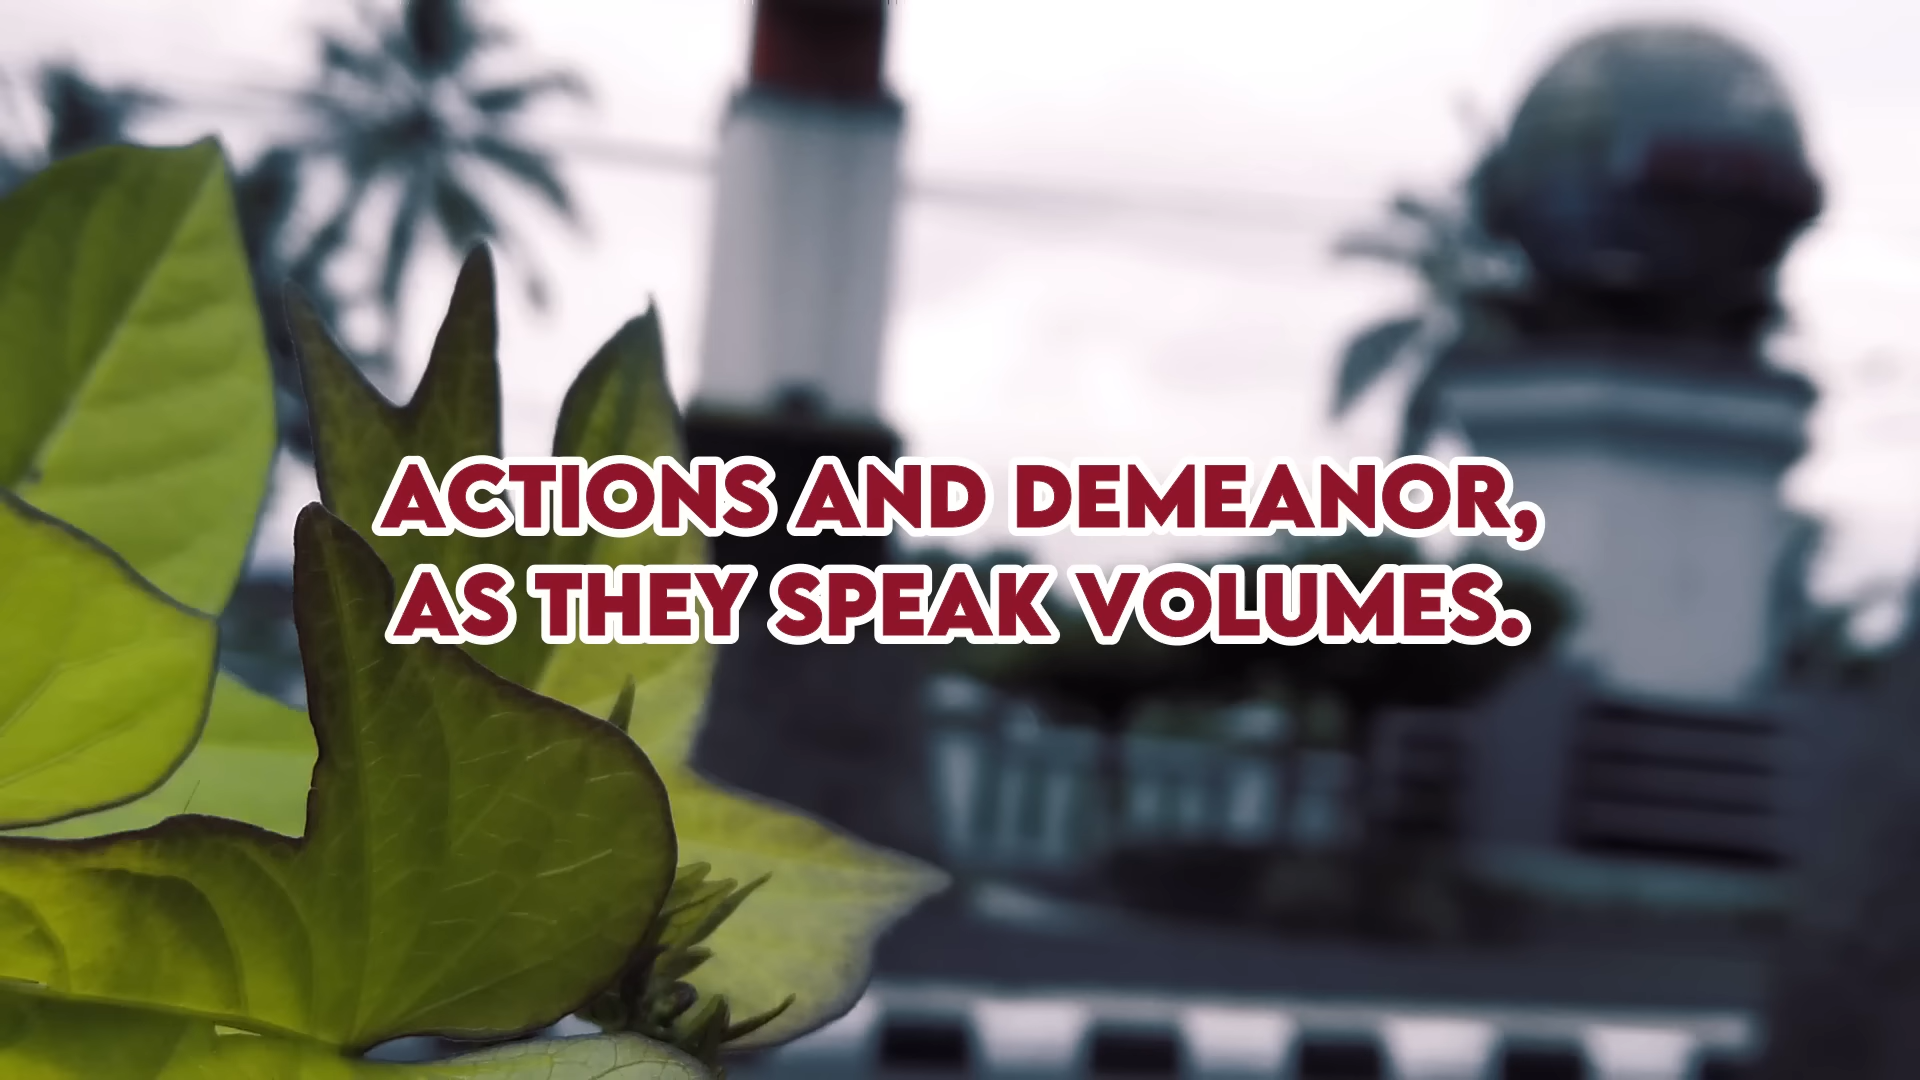 ACTIONS AND DEMEANOR,
AS THEY SPEAK VOLUMES.